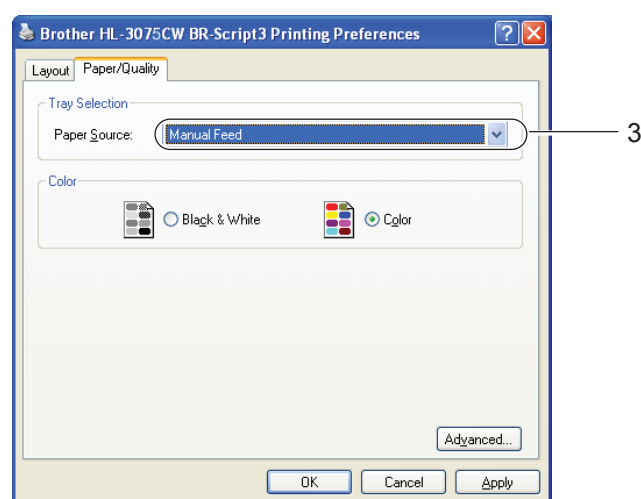 Brother HL-3075CW BR-Script3 Printing Preferences
Layout Paper/Quality
Tray Selection
Paper Source: Manual Feed 3
Color
Black & White Color
Advanced...
OK Cancel Apply